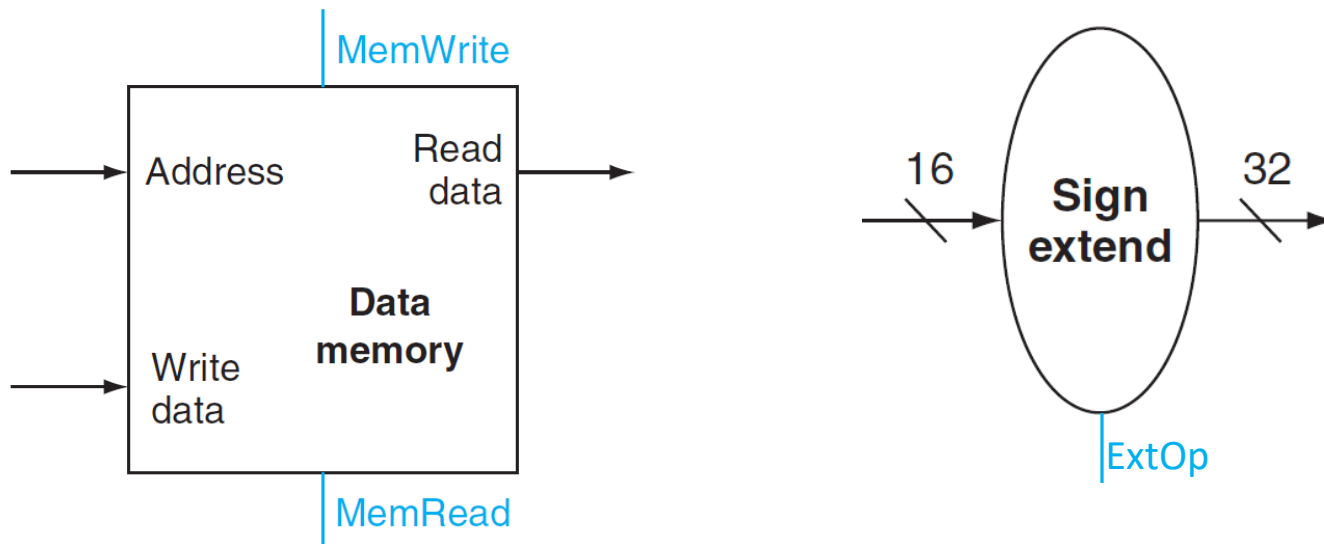 MemWrite
Address
Read
data
Data
memory
Write
data
MemRead
16
Sign
extend
32
ExtOp